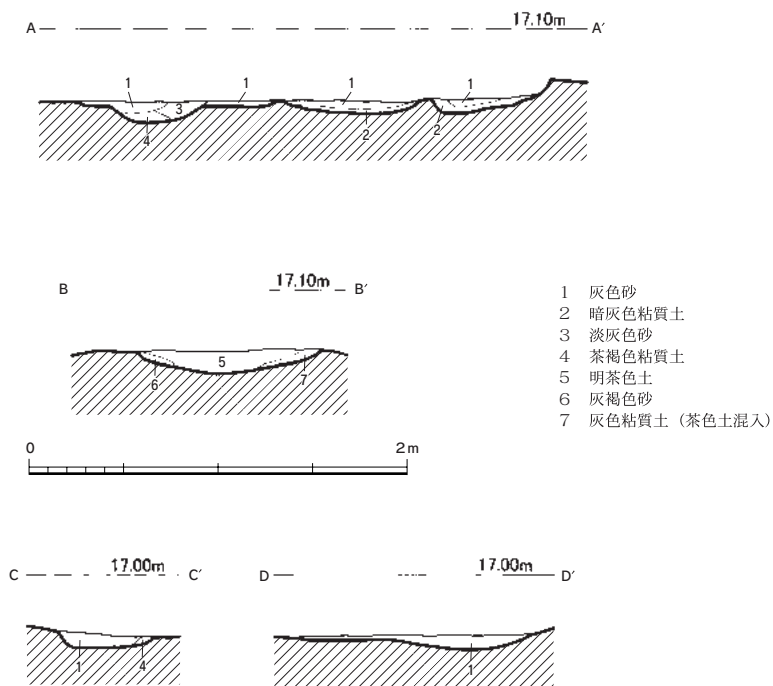 A 17.10m A′
1 1 1 1
3
4 2 2
B 17.10m B′
5
6 7
1 灰色砂
2 暗灰色粘質土
3 淡灰色砂
4 茶褐色粘質土
5 明茶色土
6 灰褐色砂
7 灰色粘質土（茶色土混入）
0 2m
C 17.00m C′
1 4
D 17.00m D′
1